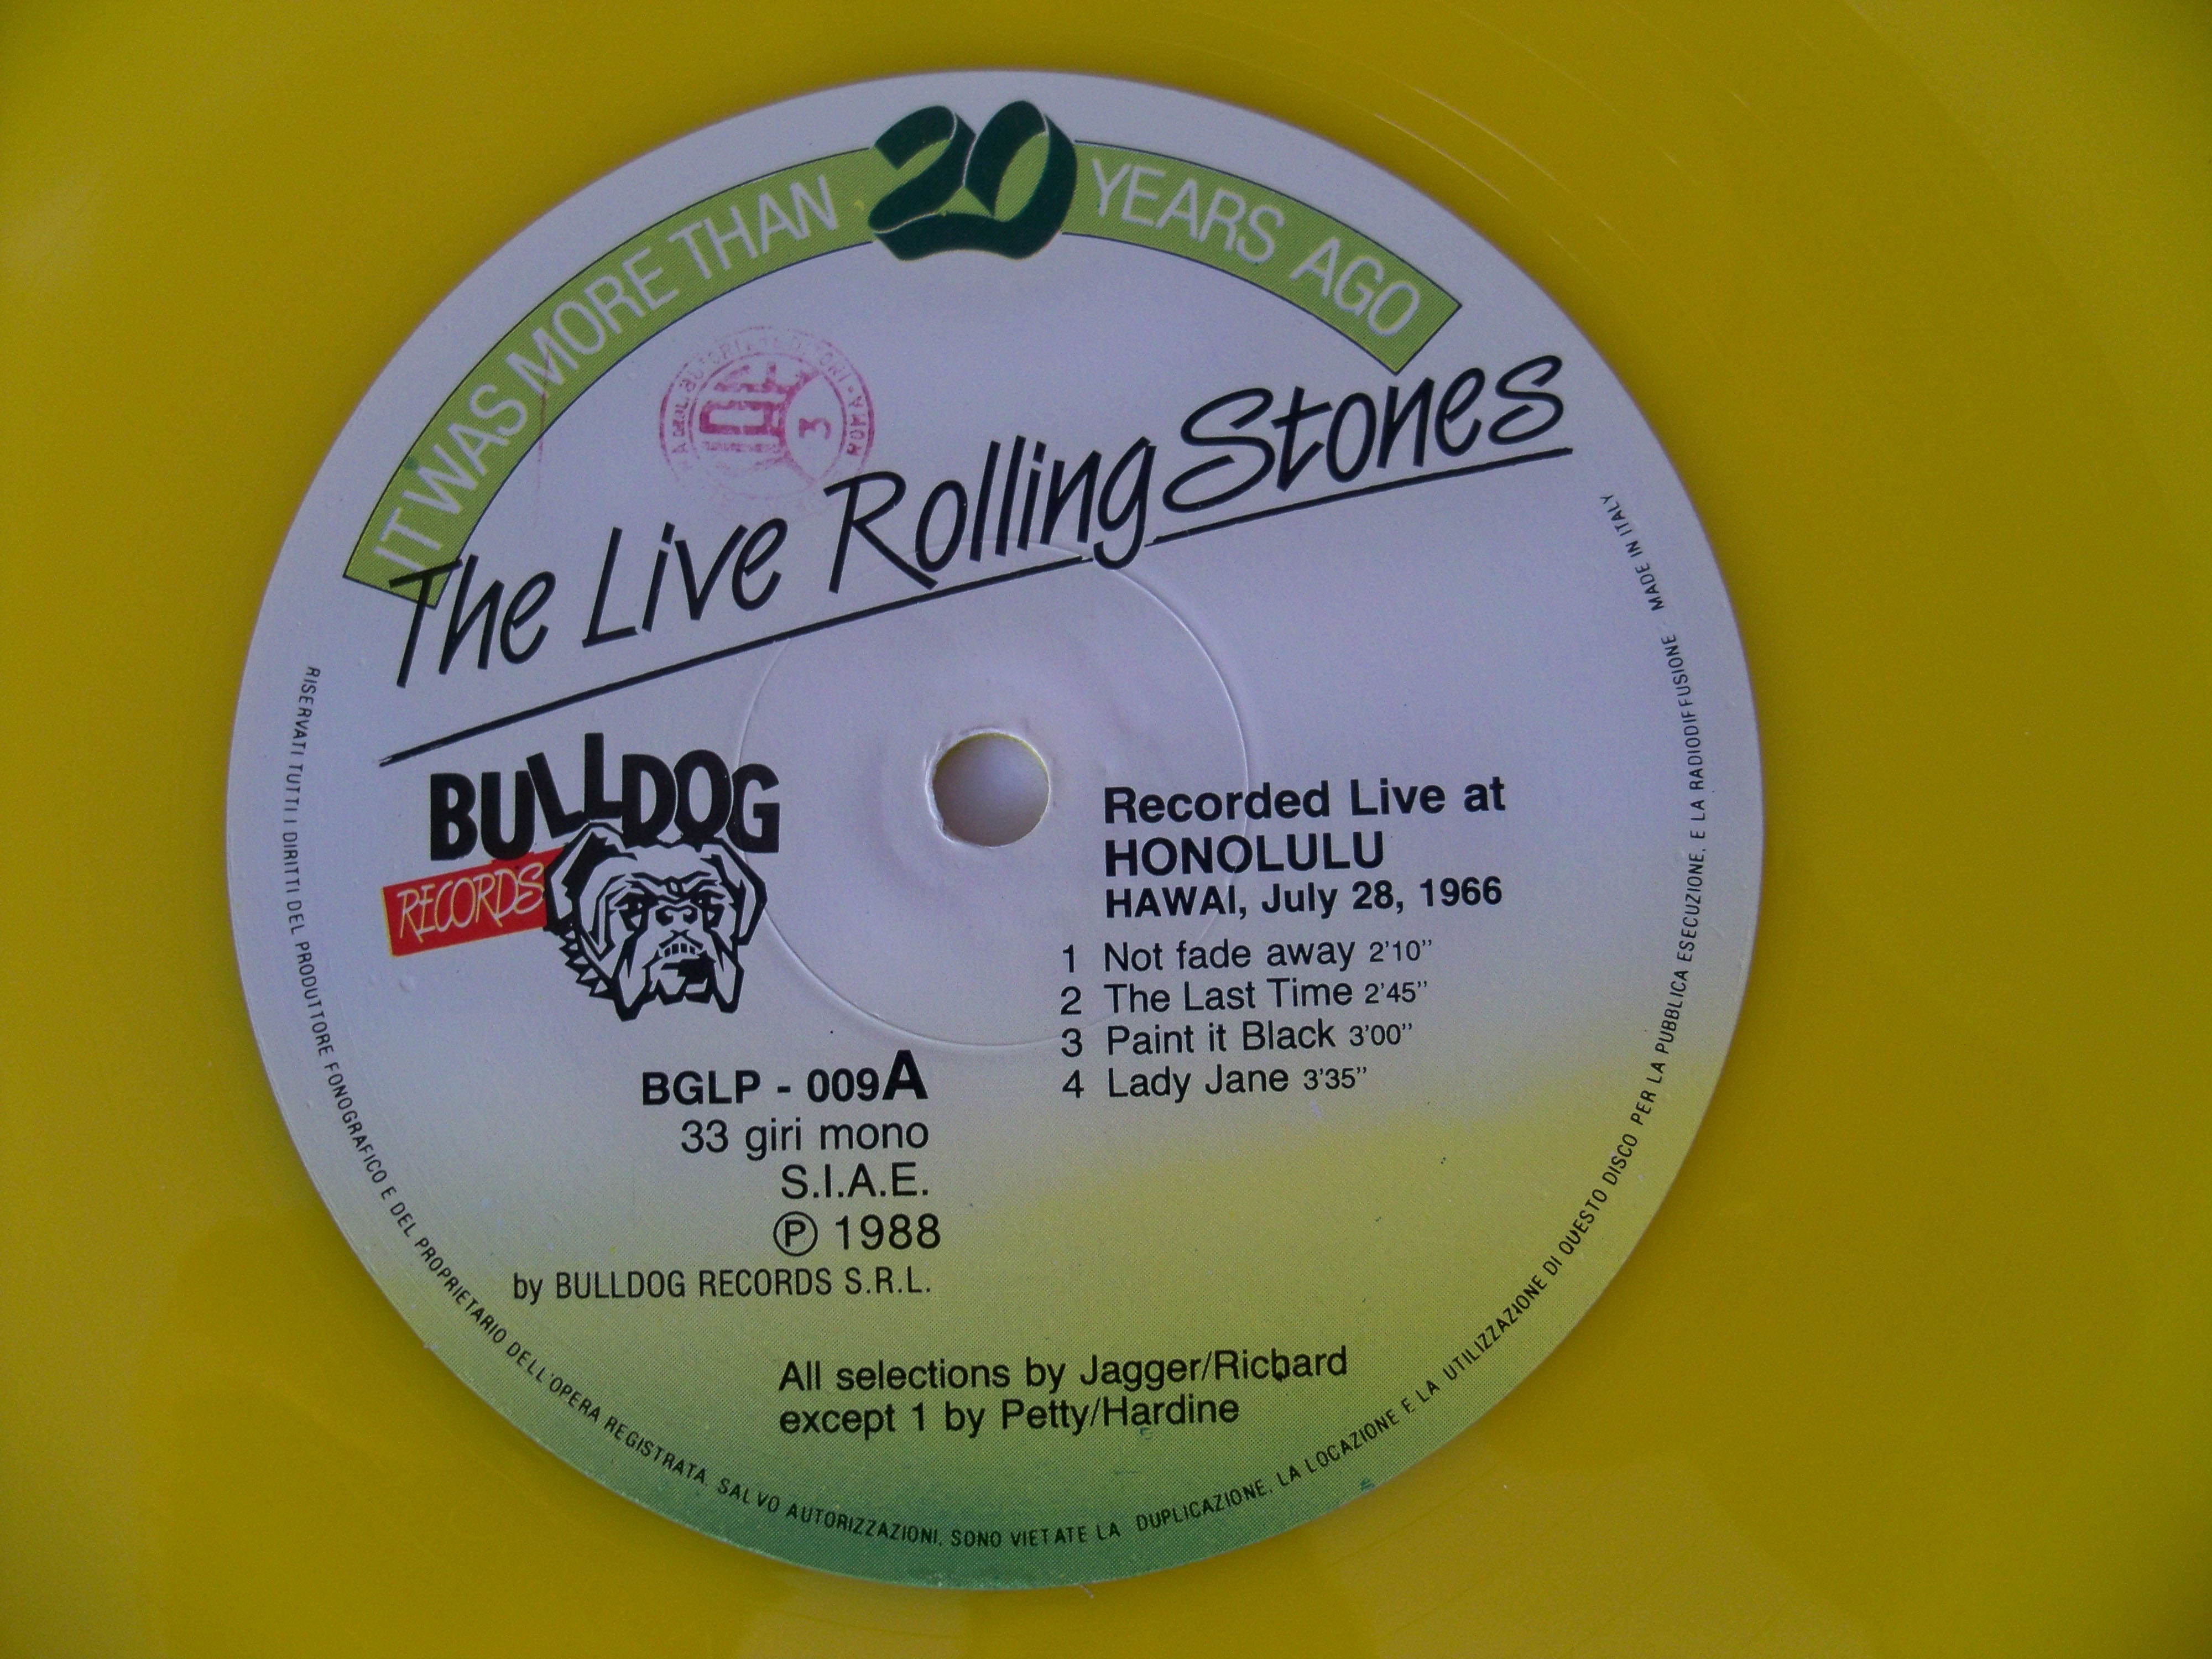 IT WAS MORE THAN 20 YEARS AGO
The Live Rolling Stones
BULLDOG
RECORDS
Recorded Live at
HONOLULU
HAWAI, July 28, 1966
1 Not fade away 2'10"
2 The Last Time 2'45"
3 Paint it Black 3'00"
4 Lady Jane 3'35"
BGLP - 009A
33 giri mono
S.I.A.E.
Ⓟ 1988
by BULLDOG RECORDS S.R.L.
All selections by Jagger/Richard
except 1 by Petty/Hardine
RISERVATI TUTTI I DIRITTI DEL PRODUTTORE FONOGRAFICO E DEL PROPRIETARIO DELL'OPERA REGISTRATA. SALVO AUTORIZZAZIONI, SONO VIETATE LA DUPLICAZIONE, LA LOCAZIONE E LA UTILIZZAZIONE DI QUESTO DISCO PER LA PUBBLICA ESECUZIONE, E LA RADIODIFFUSIONE - MADE IN ITALY
ROMA
3